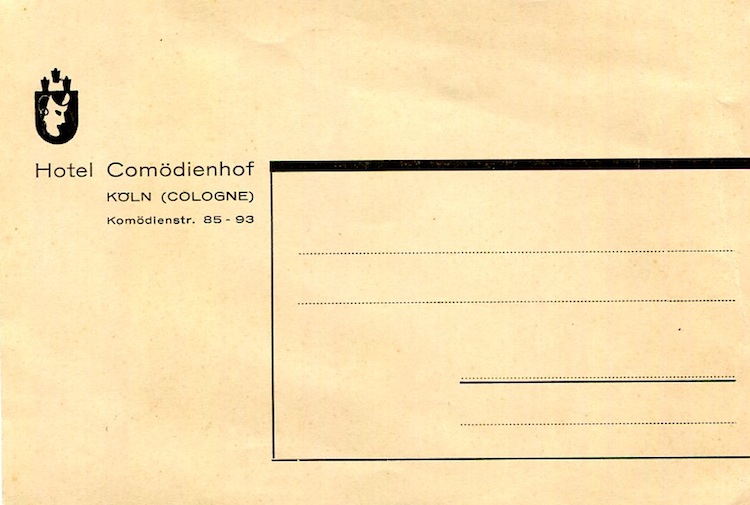 Hotel Comödienhof
KÖLN (COLOGNE)
Komödienstr. 85-93